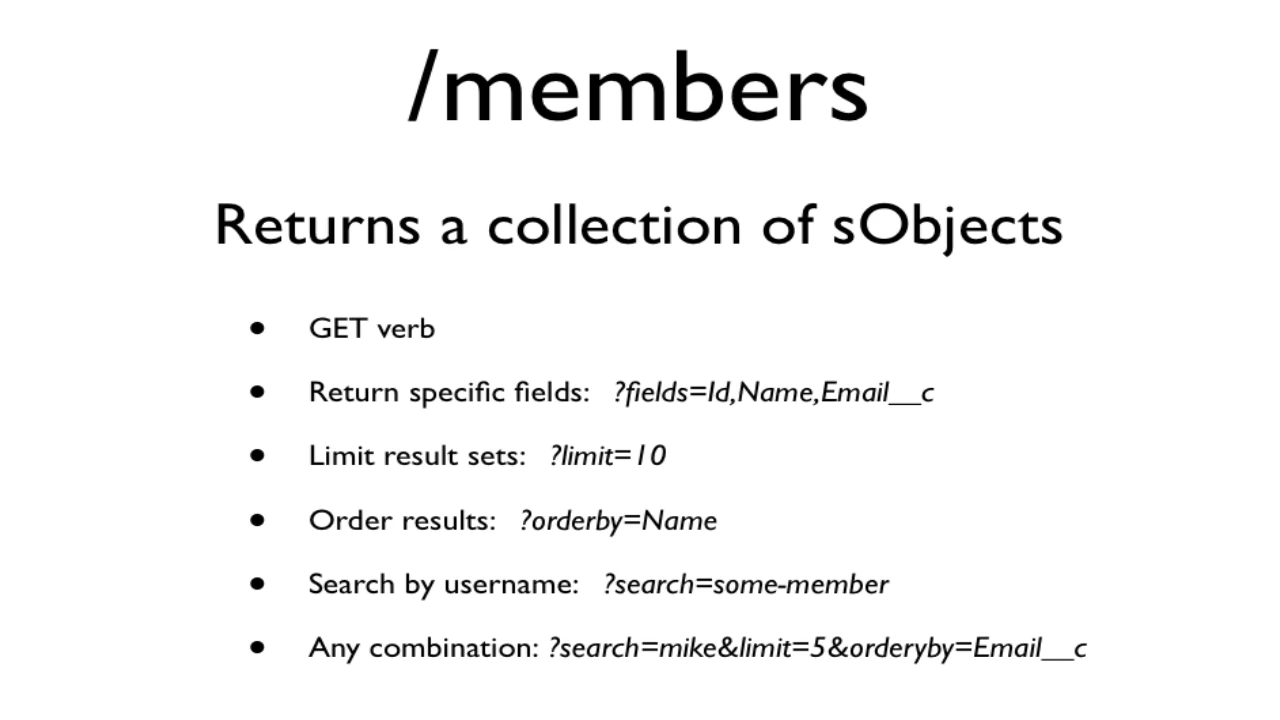 /members
Returns a collection of sObjects
• GET verb
• Return specific fields: ?fields=Id,Name,Email__c
• Limit result sets: ?limit=10
• Order results: ?orderby=Name
• Search by username: ?search=some-member
• Any combination: ?search=mike&limit=5&orderyby=Email__c